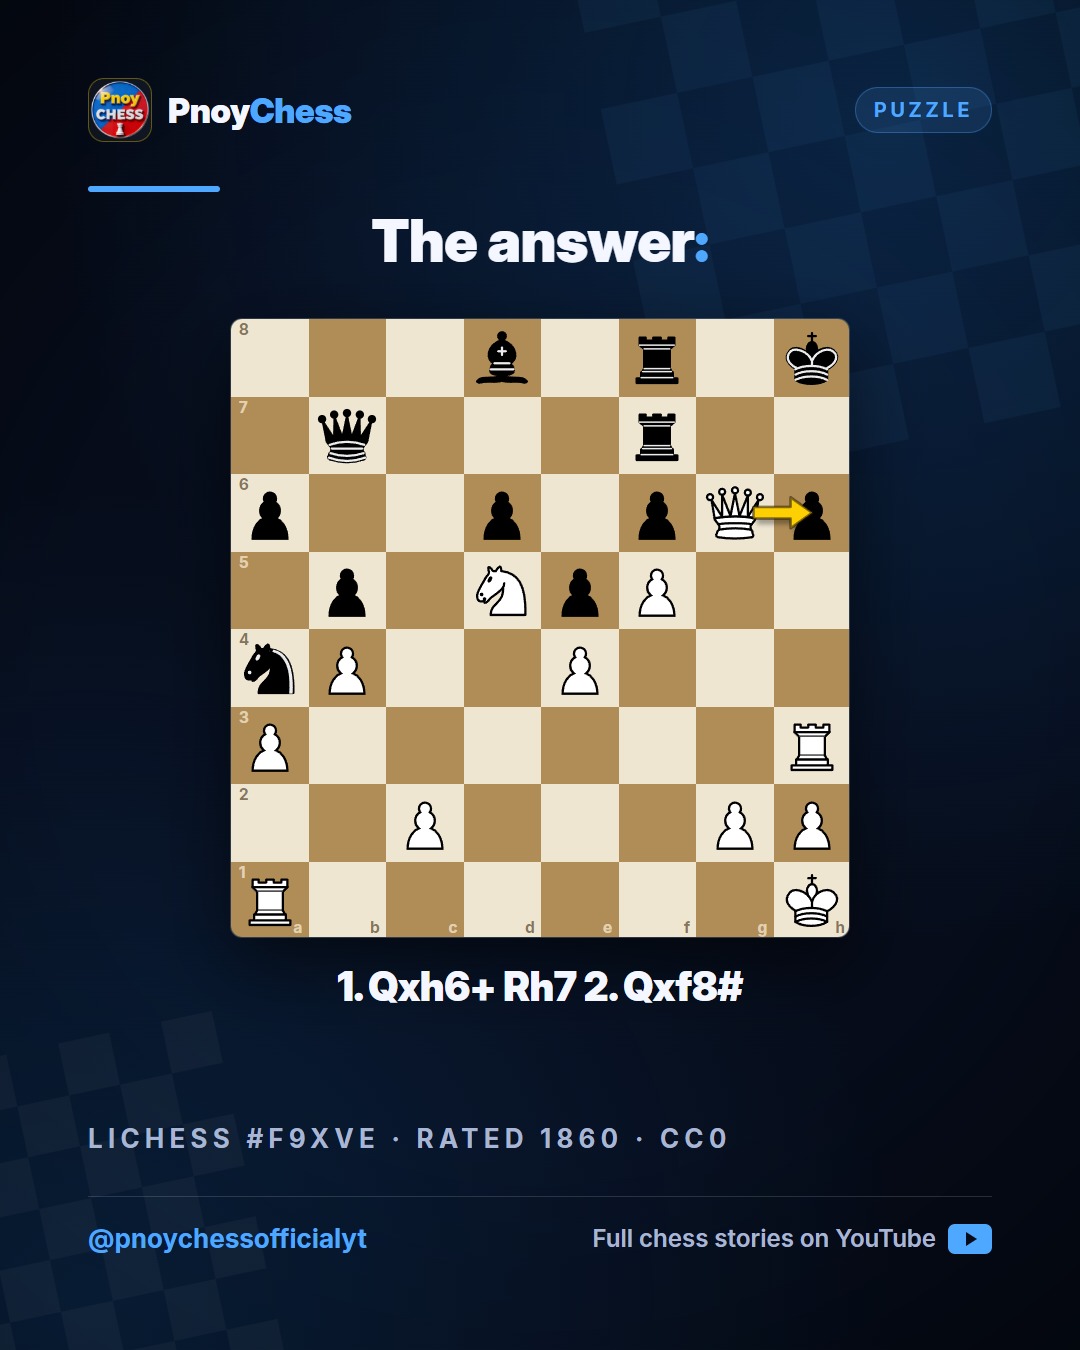 Pnoy
CHESS
PnoyChess
PUZZLE
The answer:
8
7
6
5
4
3
2
1
a b c d e f g h
1. Qxh6+ Rh7 2. Qxf8#
LICHESS #F9XVE · RATED 1860 · CC0
@pnoychessofficialyt
Full chess stories on YouTube